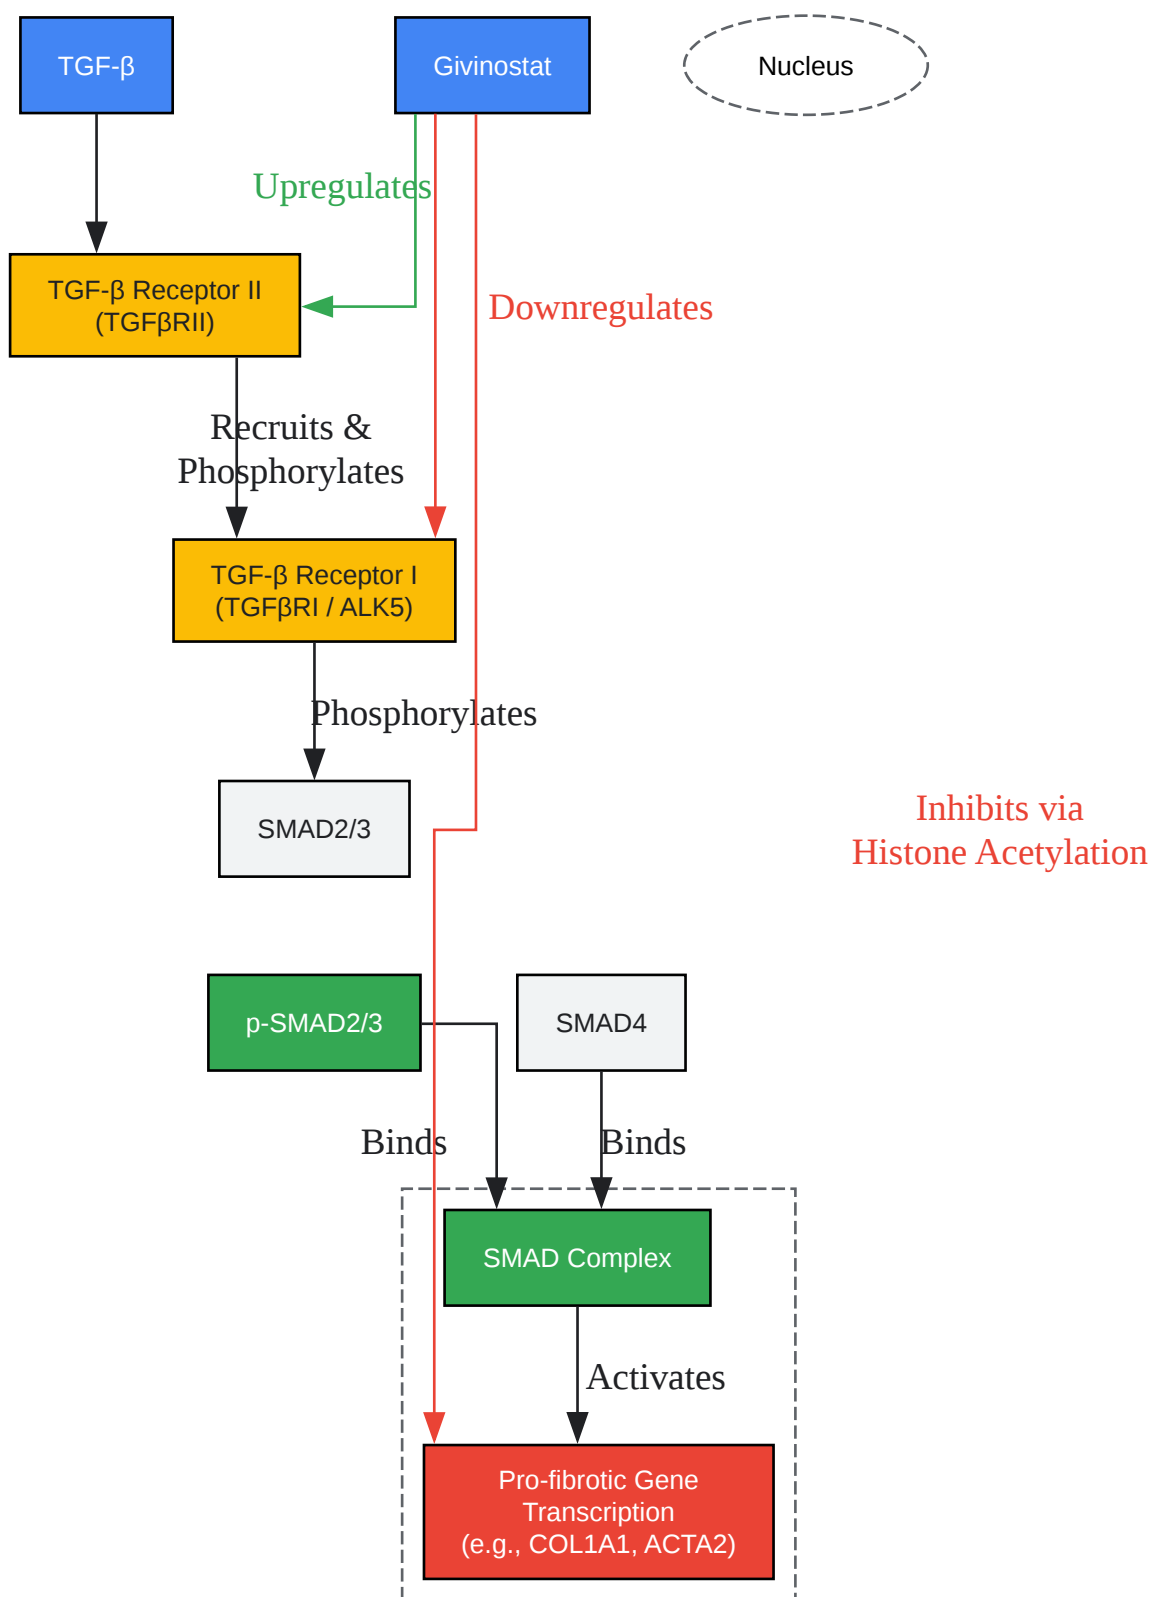 TGF-β
Givinostat
Nucleus
Upregulates
TGF-β Receptor II
(TGFβRII)
Downregulates
Recruits &
Phosphorylates
TGF-β Receptor I
(TGFβRI / ALK5)
Phosphorylates
SMAD2/3
Inhibits via
Histone Acetylation
p-SMAD2/3
SMAD4
Binds
Binds
SMAD Complex
Activates
Pro-fibrotic Gene
Transcription
(e.g., COL1A1, ACTA2)